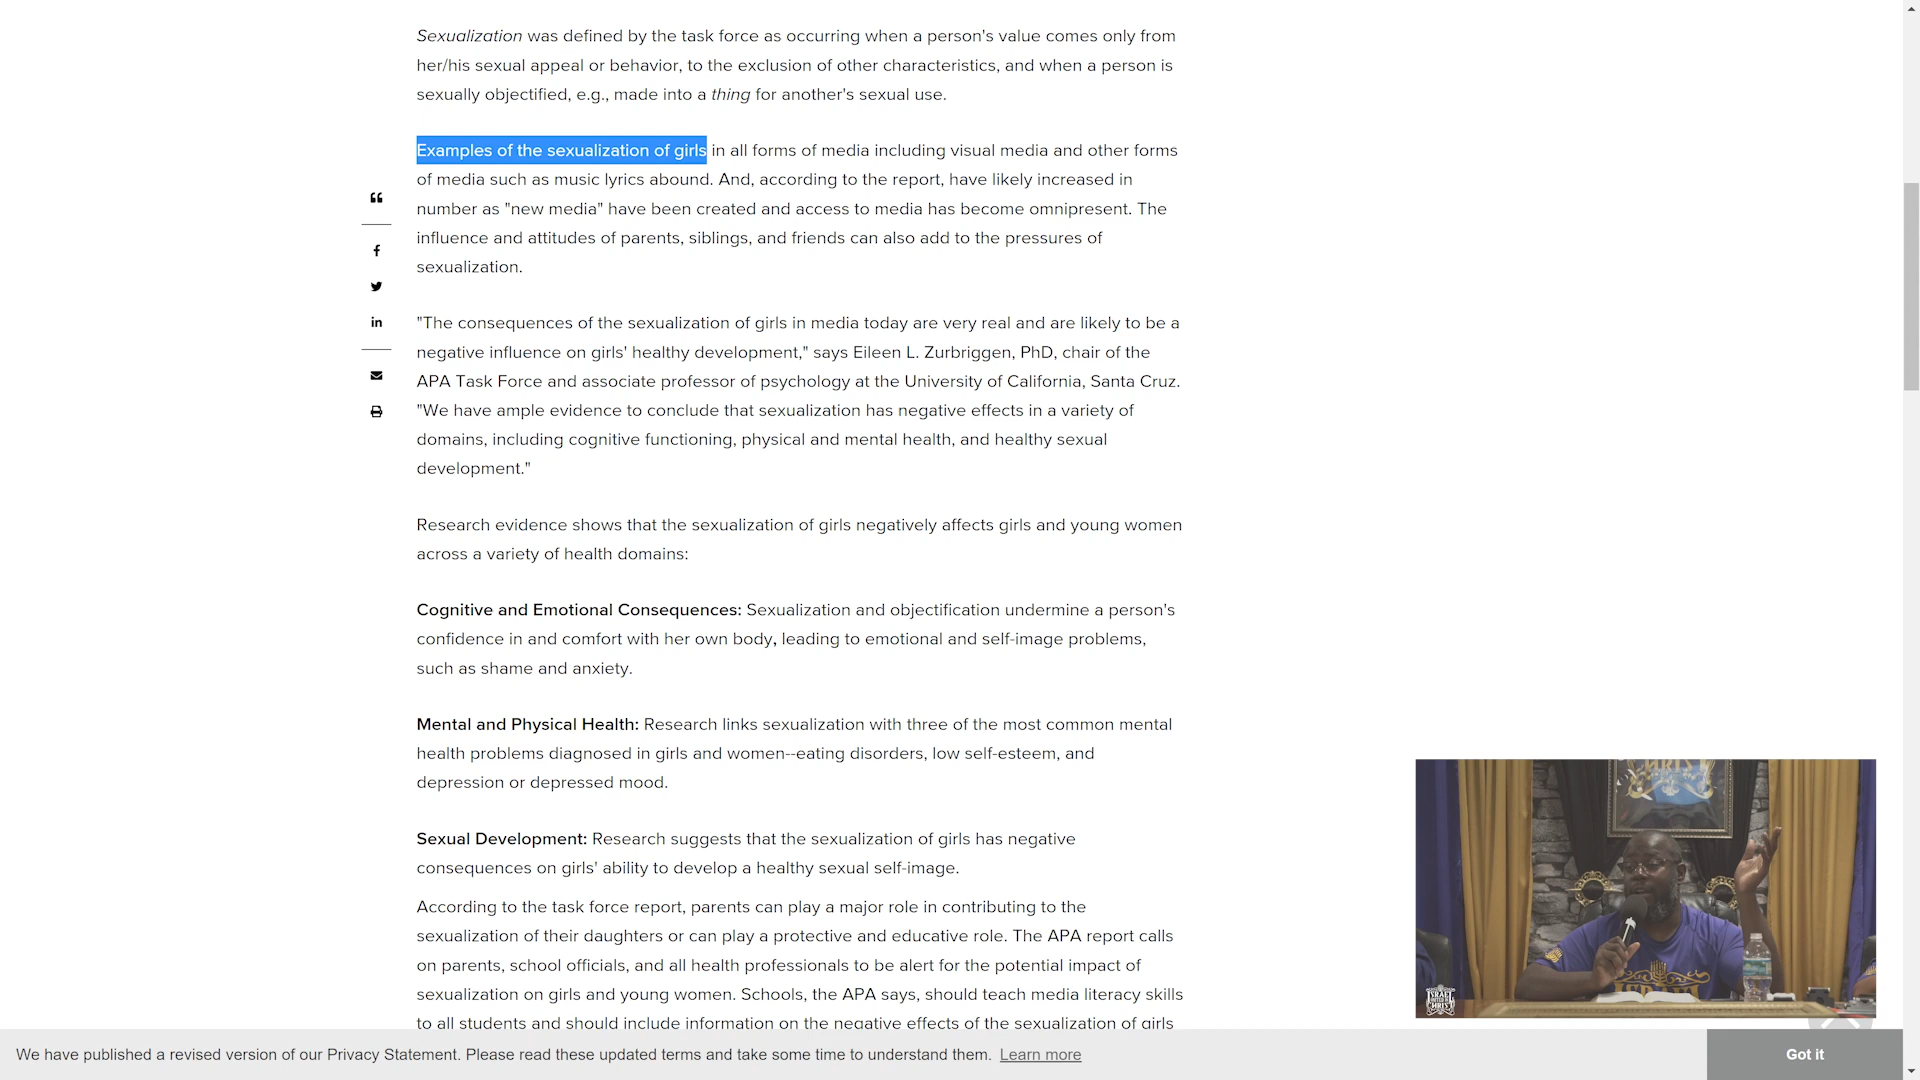 Sexualization was defined by the task force as occurring when a person's value comes only from
her/his sexual appeal or behavior, to the exclusion of other characteristics, and when a person is
sexually objectified, e.g., made into a thing for another's sexual use.
Examples of the sexualization of girls in all forms of media including visual media and other forms
of media such as music lyrics abound. And, according to the report, have likely increased in
number as "new media" have been created and access to media has become omnipresent. The
influence and attitudes of parents, siblings, and friends can also add to the pressures of
sexualization.
"The consequences of the sexualization of girls in media today are very real and are likely to be a
negative influence on girls' healthy development," says Eileen L. Zurbriggen, PhD, chair of the
APA Task Force and associate professor of psychology at the University of California, Santa Cruz.
"We have ample evidence to conclude that sexualization has negative effects in a variety of
domains, including cognitive functioning, physical and mental health, and healthy sexual
development."
Research evidence shows that the sexualization of girls negatively affects girls and young women
across a variety of health domains:
Cognitive and Emotional Consequences: Sexualization and objectification undermine a person's
confidence in and comfort with her own body, leading to emotional and self-image problems,
such as shame and anxiety.
Mental and Physical Health: Research links sexualization with three of the most common mental
health problems diagnosed in girls and women--eating disorders, low self-esteem, and
depression or depressed mood.
Sexual Development: Research suggests that the sexualization of girls has negative
consequences on girls' ability to develop a healthy sexual self-image.
According to the task force report, parents can play a major role in contributing to the
sexualization of their daughters or can play a protective and educative role. The APA report calls
on parents, school officials, and all health professionals to be alert for the potential impact of
sexualization on girls and young women. Schools, the APA says, should teach media literacy skills
to all students and should include information on the negative effects of the sexualization of girls
ISRAEL
UNITED IN
CHRIST
We have published a revised version of our Privacy Statement. Please read these updated terms and take some time to understand them. Learn more
Got it